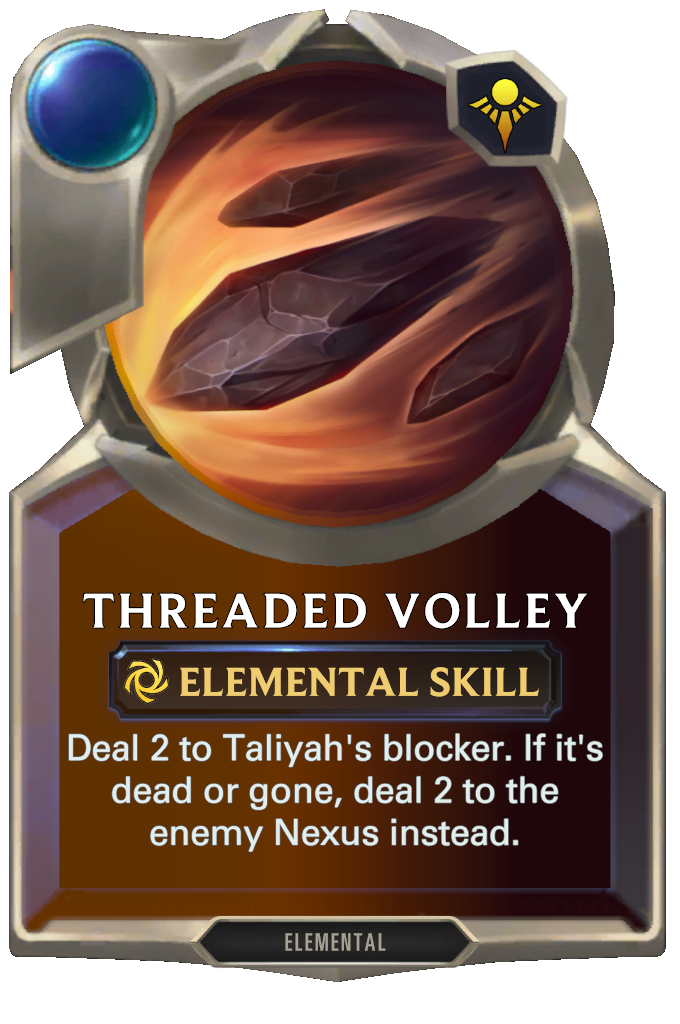 THREADED VOLLEY
ELEMENTAL SKILL
Deal 2 to Taliyah's blocker. If it's
dead or gone, deal 2 to the
enemy Nexus instead.
ELEMENTAL